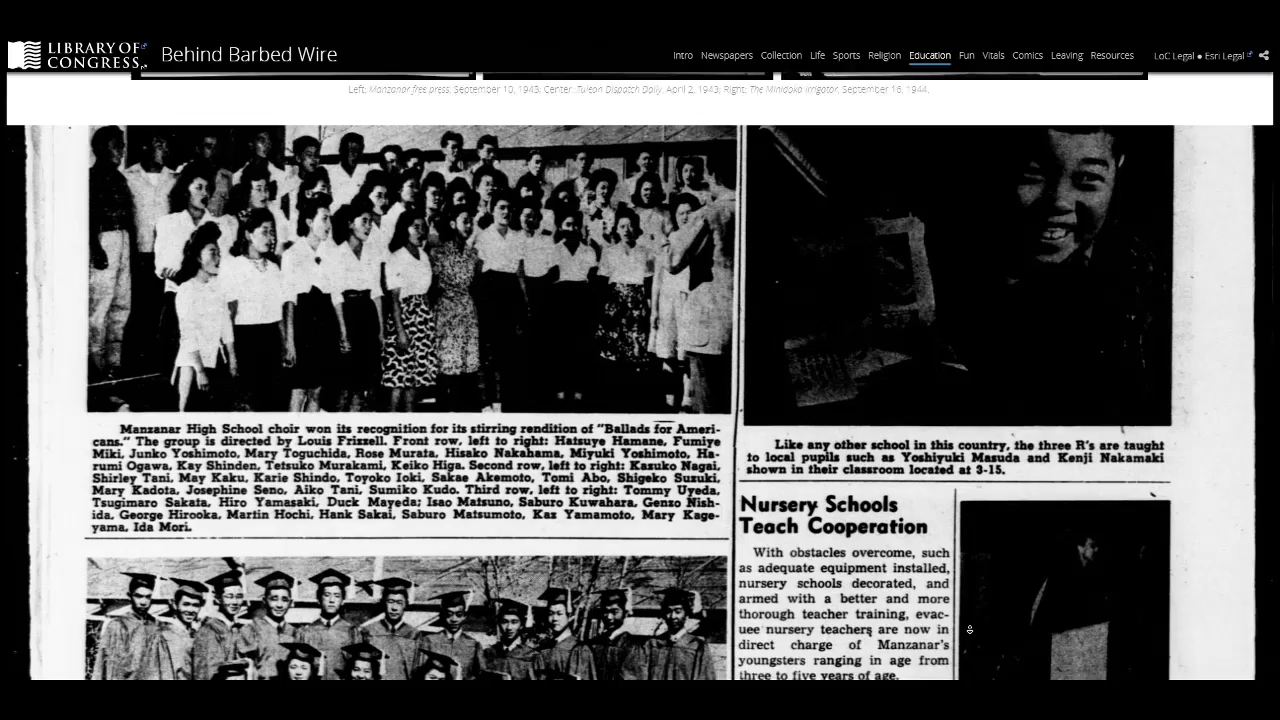 LIBRARY OF
CONGRESS
Behind Barbed Wire
Intro Newspapers Collection Life Sports Religion Education Fun Vitals Comics Leaving Resources
LoC Legal ● Esri Legal
Left: Manzanar free press. September 10, 1943; Center: Tulean Dispatch Daily. April 2, 1943; Right: The Minidoka irrigator. September 16, 1944.
Manzanar High School choir won its recognition for its stirring rendition of "Ballads for Ameri-
cans." The group is directed by Louis Frizzell. Front row, left to right: Hatsuye Hamane, Fumiye
Miki, Junko Yoshimoto, Mary Toguchida, Rose Murata, Hisako Nakahama, Miyuki Yoshimoto, Ha-
rumi Ogawa, Kay Shinden, Tetsuko Murakami, Keiko Higa. Second row, left to right: Kazuko Nagai,
Shirley Tani, May Kaku, Karie Shindo, Toyoko Ioki, Sakae Akemoto, Tomi Abo, Shigeko Suzuki,
Mary Kadota, Josephine Seno, Aiko Tani, Sumiko Kudo. Third row, left to right: Tommy Uyeda,
Tsugimaro Sakata, Hiro Yamasaki, Duck Mayeda; Isao Matsuno, Saburo Kuwahara, Genzo Nish-
ida, George Hirooka, Martin Hochi, Hank Sakai, Saburo Matsumoto, Kaz Yamamoto, Mary Kage-
yama, Ida Mori.
Like any other school in this country, the three R's are taught
to local pupils such as Yoshiyuki Masuda and Kenji Nakamaki
shown in their classroom located at 3-15.
Nursery Schools
Teach Cooperation
With obstacles overcome, such
as adequate equipment installed,
nursery schools decorated, and
armed with a better and more
thorough teacher training, evac-
uee nursery teachers are now in
direct charge of Manzanar's
youngsters ranging in age from
three to five years of age.